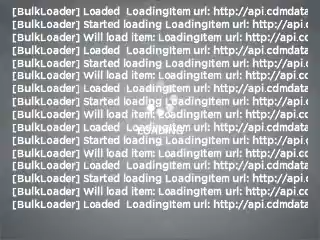 [BulkLoader] Loaded  LoadingItem url: http://api.cdmdata
[BulkLoader] Started loading LoadingItem url: http://api.c
[BulkLoader] Will load item: LoadingItem url: http://api.c
[BulkLoader] Loaded  LoadingItem url: http://api.cdmdata
[BulkLoader] Started loading LoadingItem url: http://api.c
[BulkLoader] Will load item: LoadingItem url: http://api.c
[BulkLoader] Loaded  LoadingItem url: http://api.cdmdata
[BulkLoader] Started loading LoadingItem url: http://api.c
[BulkLoader] Will load item: LoadingItem url: http://api.c
[BulkLoader] Loaded  LoadingItem url: http://api.cdmdata
LOADING
[BulkLoader] Started loading LoadingItem url: http://api.c
[BulkLoader] Will load item: LoadingItem url: http://api.c
[BulkLoader] Loaded  LoadingItem url: http://api.cdmdata
[BulkLoader] Started loading LoadingItem url: http://api.c
[BulkLoader] Will load item: LoadingItem url: http://api.c
[BulkLoader] Loaded  LoadingItem url: http://api.cdmdata